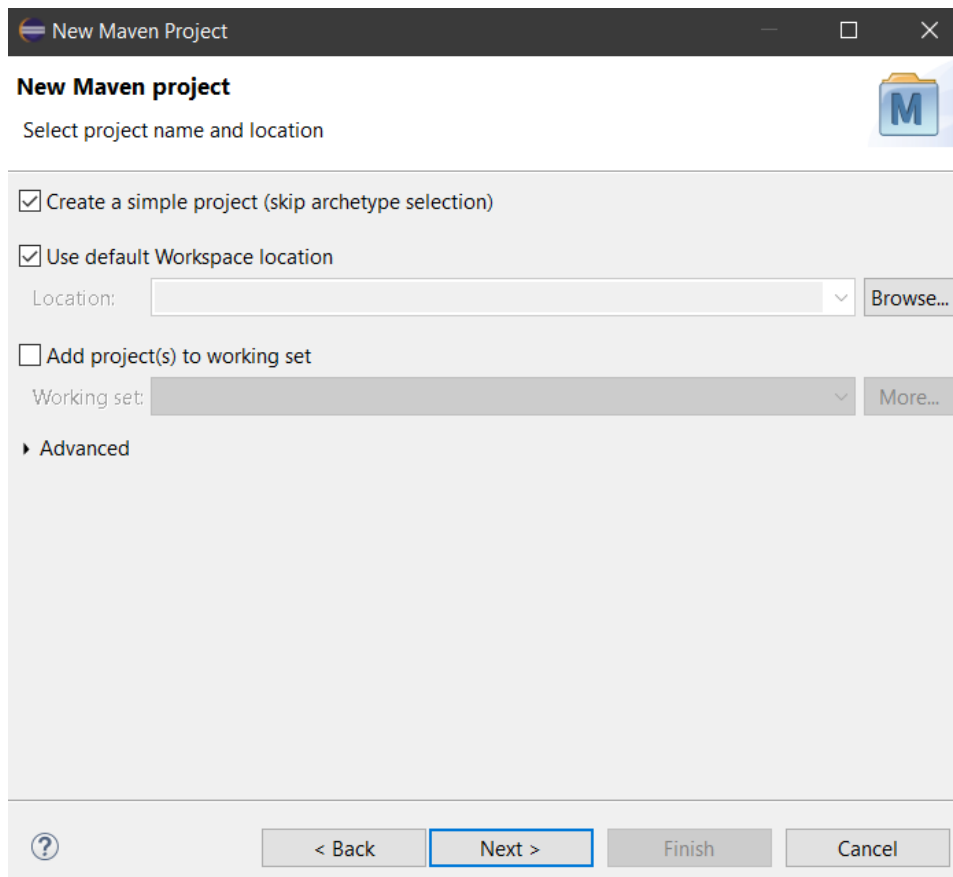 New Maven Project
New Maven project
Select project name and location
M
Create a simple project (skip archetype selection)
Use default Workspace location
Location:
Browse...
Add project(s) to working set
Working set:
More...
Advanced
?
< Back
Next >
Finish
Cancel